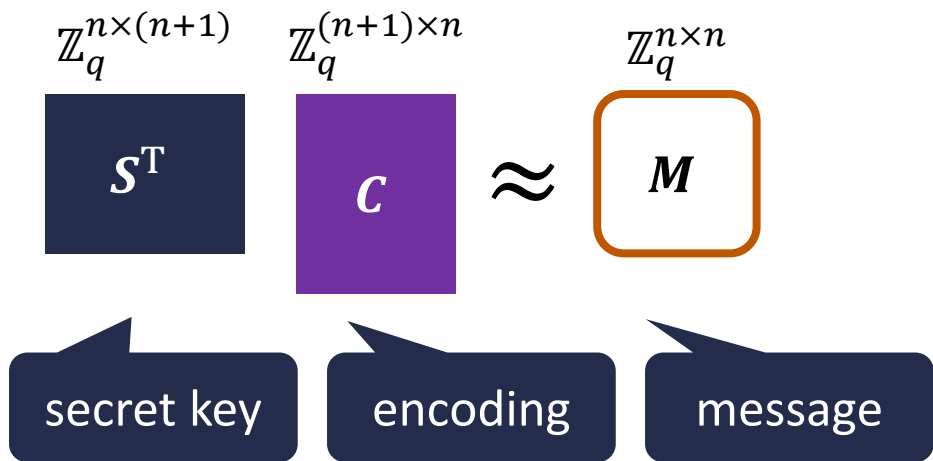 ℤ_q^{n×(n+1)} ℤ_q^{(n+1)×n} ℤ_q^{n×n}
S^T C ≈ M
secret key encoding message